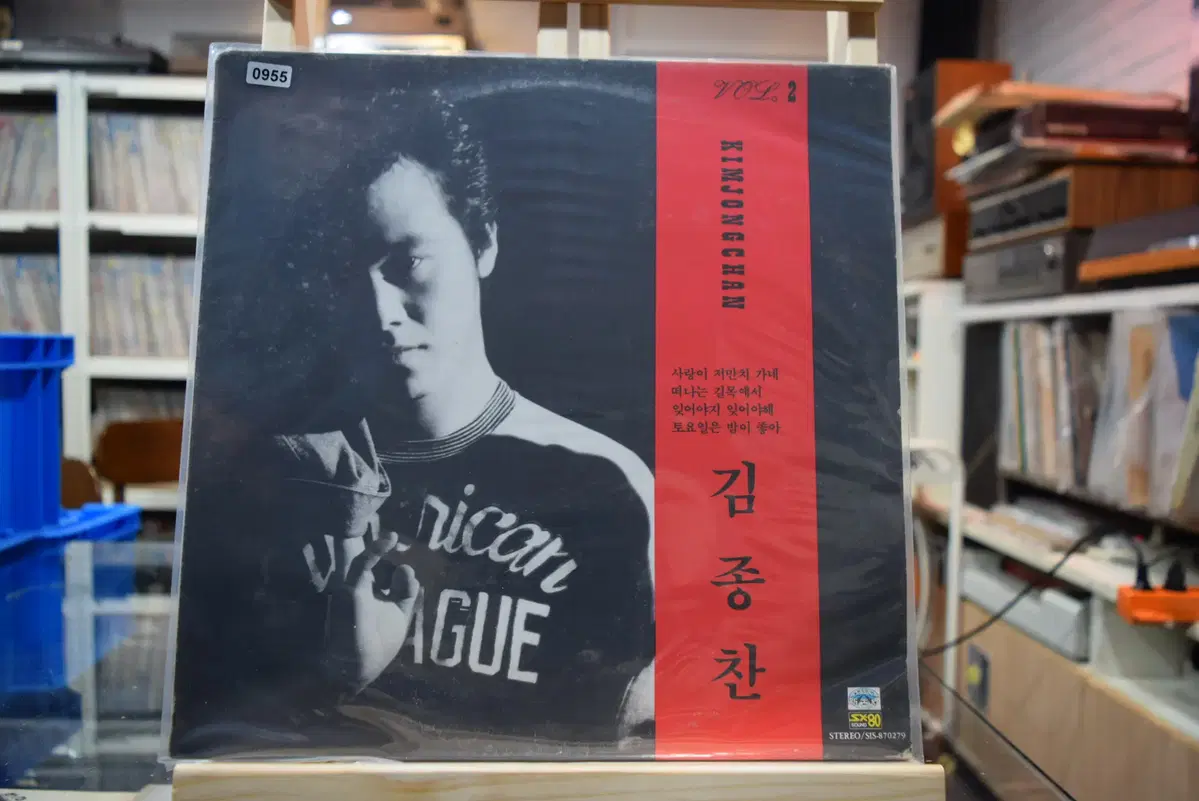 0955
VOL. 2
KIMJONGCHAN
사랑이 저만치 가네
떠나는 길목에서
잊어야지 잊어야해
토요일은 밤이 좋아
김종찬
rican
AGUE
SX-80
SOUND
STEREO/SIS-870279